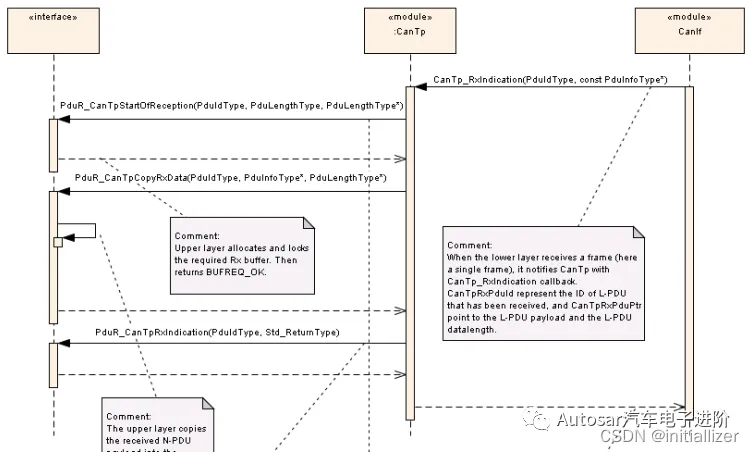 «interface»
«module»
:CanTp
«module»
CanIf
CanTp_RxIndication(PduIdType, const PduInfoType*)
PduR_CanTpStartOfReception(PduIdType, PduLengthType, PduLengthType*)
PduR_CanTpCopyRxData(PduIdType, PduInfoType*, PduLengthType*)
Comment:
Upper layer allocates and locks
the required Rx buffer. Then
returns BUFREQ_OK.
Comment:
When the lower layer receives a frame (here
a single frame), it notifies CanTp with
CanTp_RxIndication callback.
CanTpRxPduId represent the ID of L-PDU
that has been received, and CanTpRxPduPtr
point to the L-PDU payload and the L-PDU
datalength.
PduR_CanTpRxIndication(PduIdType, Std_ReturnType)
Comment:
The upper layer copies
the received N-PDU
payload into the
Autosar汽车电子进阶
CSDN @initiallizer